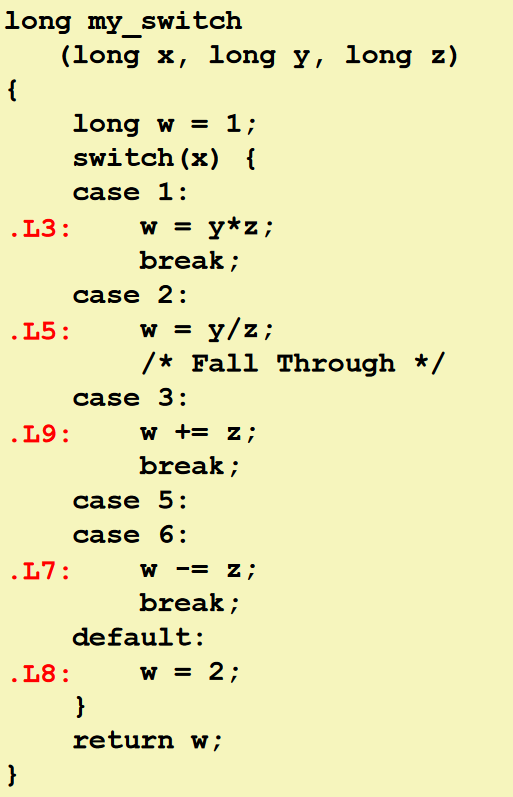 long my_switch
   (long x, long y, long z)
{
    long w = 1;
    switch(x) {
    case 1:
.L3:    w = y*z;
        break;
    case 2:
.L5:    w = y/z;
        /* Fall Through */
    case 3:
.L9:    w += z;
        break;
    case 5:
    case 6:
.L7:    w -= z;
        break;
    default:
.L8:    w = 2;
    }
    return w;
}